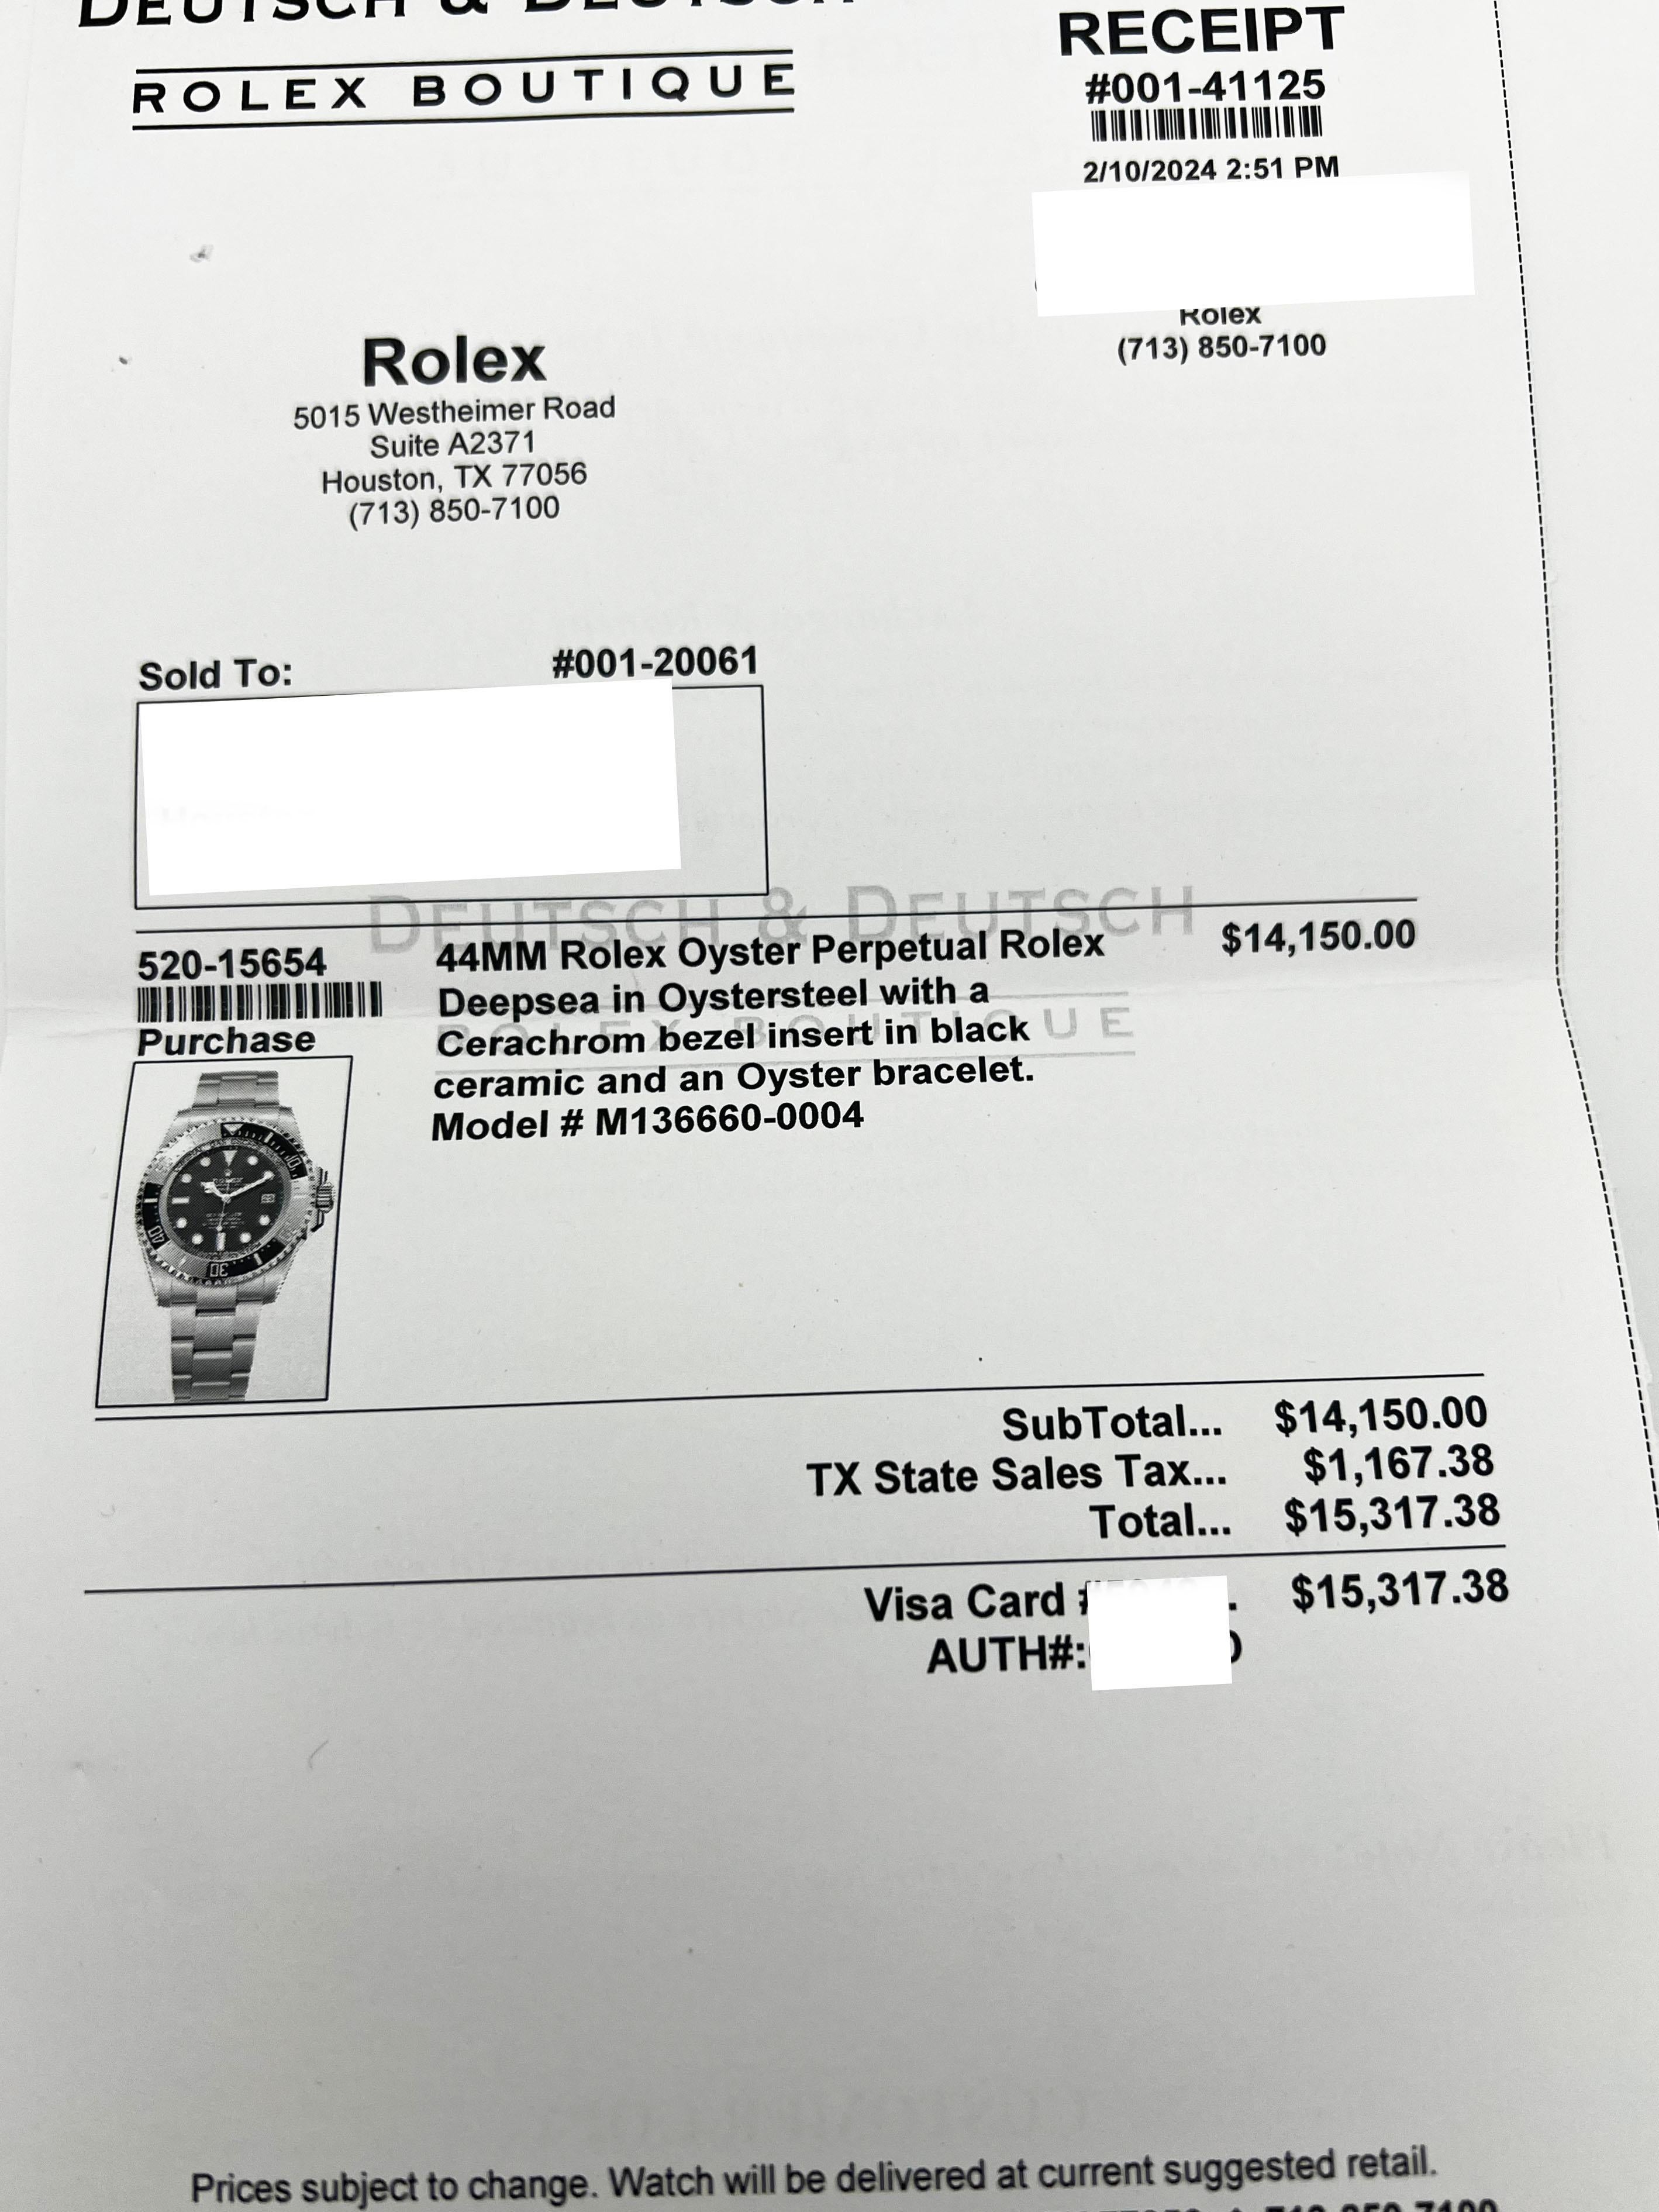 DEUTSCH & DEUTSCH
ROLEX BOUTIQUE
RECEIPT
#001-41125
2/10/2024 2:51 PM
Rolex
(713) 850-7100
Rolex
5015 Westheimer Road
Suite A2371
Houston, TX 77056
(713) 850-7100
Sold To: #001-20061
DEUTSCH & DEUTSCH
ROLEX BOUTIQUE
520-15654 44MM Rolex Oyster Perpetual Rolex $14,150.00
Deepsea in Oystersteel with a
Purchase Cerachrom bezel insert in black
ceramic and an Oyster bracelet.
Model # M136660-0004
SubTotal... $14,150.00
TX State Sales Tax... $1,167.38
Total... $15,317.38
Visa Card $15,317.38
AUTH#:
Prices subject to change. Watch will be delivered at current suggested retail.